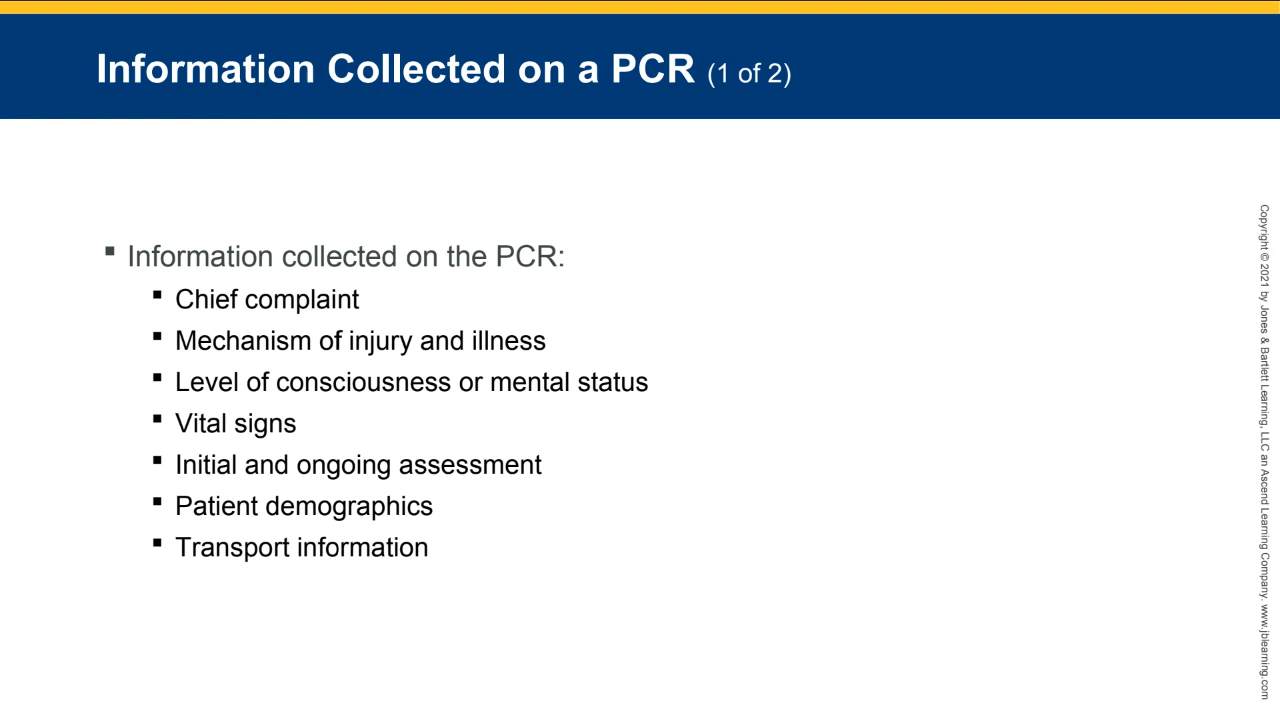 Information Collected on a PCR (1 of 2)
▪ Information collected on the PCR:
▪ Chief complaint
▪ Mechanism of injury and illness
▪ Level of consciousness or mental status
▪ Vital signs
▪ Initial and ongoing assessment
▪ Patient demographics
▪ Transport information
Copyright © 2021 by Jones & Bartlett Learning, LLC an Ascend Learning Company. www.jblearning.com